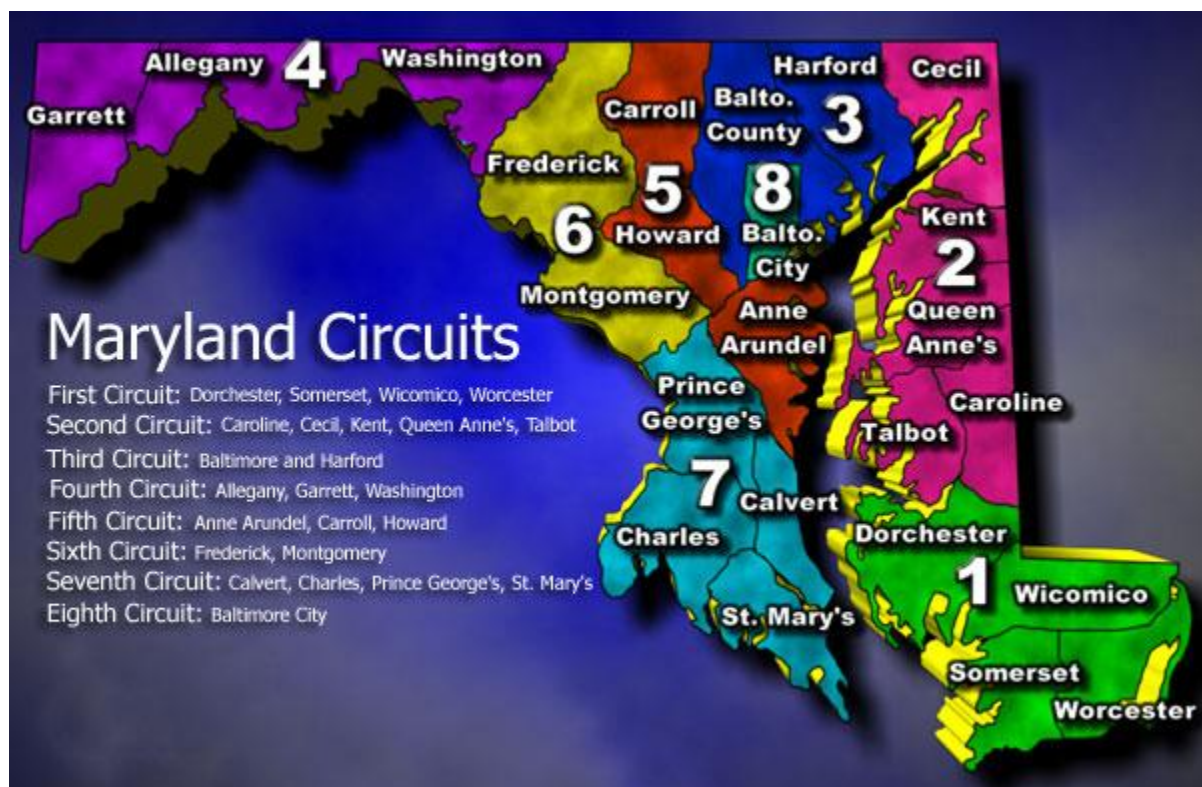 Allegany
4
Washington
Garrett
Harford
Cecil
Carroll
Balto.
County
3
Frederick
5
8
Kent
6
Howard
Balto.
City
2
Montgomery
Anne
Arundel
Queen
Anne's
Maryland Circuits
Prince
George's
Caroline
Talbot
First Circuit: Dorchester, Somerset, Wicomico, Worcester
Second Circuit: Caroline, Cecil, Kent, Queen Anne's, Talbot
Third Circuit: Baltimore and Harford
Fourth Circuit: Allegany, Garrett, Washington
Fifth Circuit: Anne Arundel, Carroll, Howard
Sixth Circuit: Frederick, Montgomery
Seventh Circuit: Calvert, Charles, Prince George's, St. Mary's
Eighth Circuit: Baltimore City
7
Calvert
Charles
St. Mary's
Dorchester
1
Wicomico
Somerset
Worcester